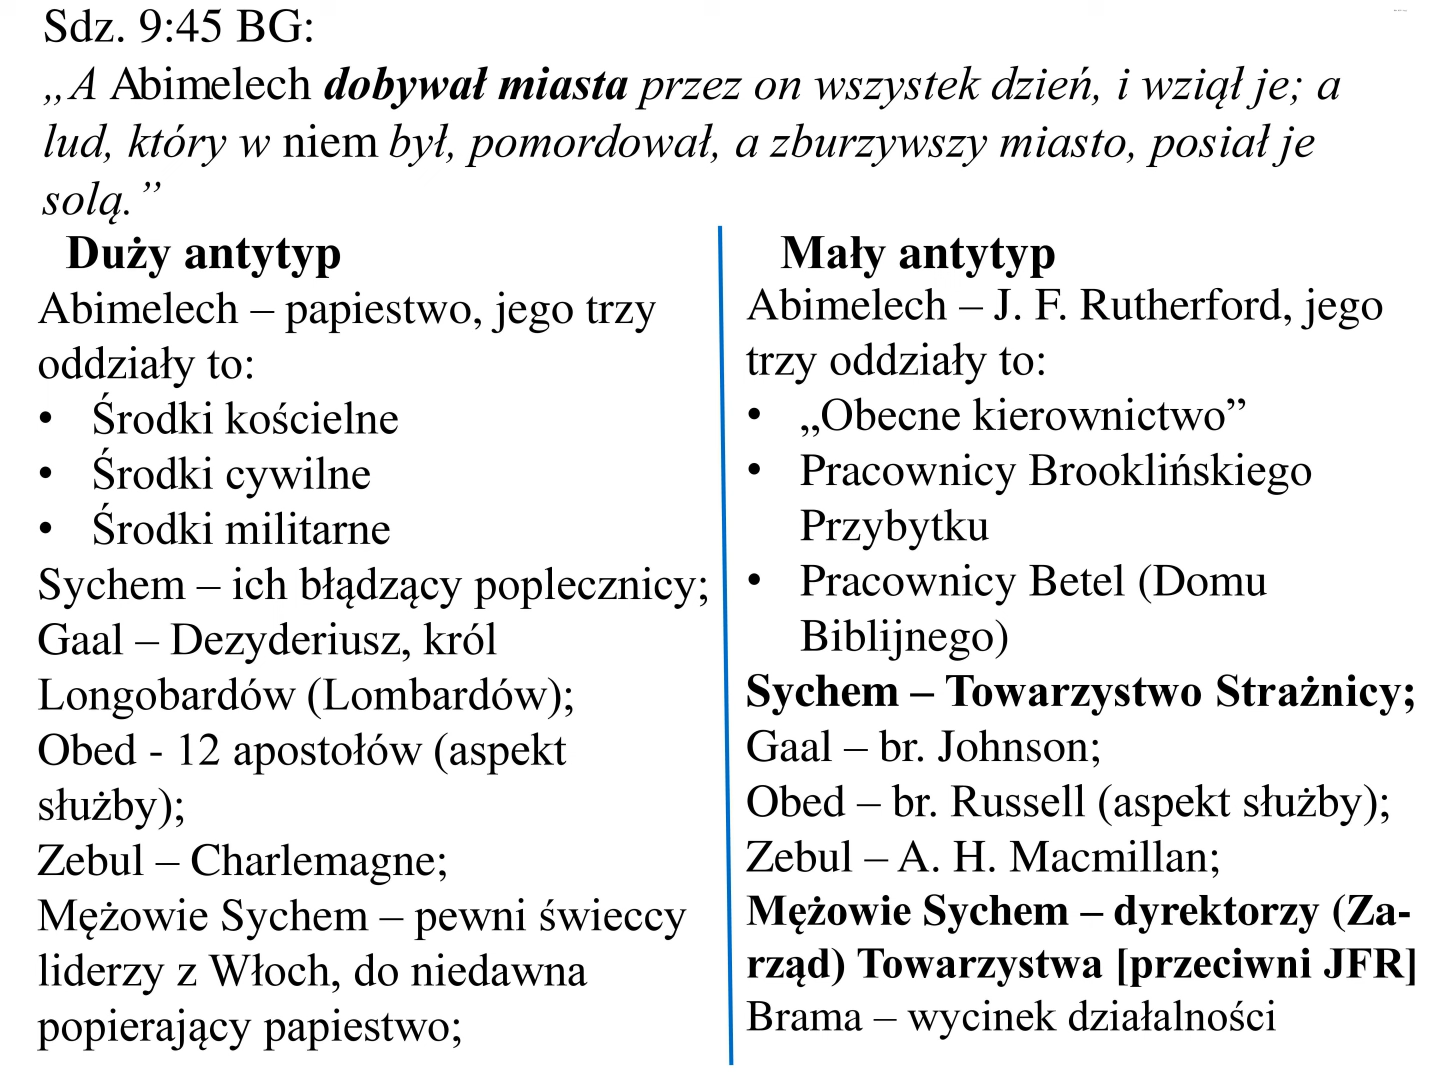 Sdz. 9:45 BG:
„A Abimelech dobywał miasta przez on wszystek dzień, i wziął je; a
lud, który w niem był, pomordował, a zburzywszy miasto, posiał je
solą.”
Duży antytyp
Abimelech – papiestwo, jego trzy
oddziały to:
• Środki kościelne
• Środki cywilne
• Środki militarne
Sychem – ich błądzący poplecznicy;
Gaal – Dezyderiusz, król
Longobardów (Lombardów);
Obed - 12 apostołów (aspekt
służby);
Zebul – Charlemagne;
Mężowie Sychem – pewni świeccy
liderzy z Włoch, do niedawna
popierający papiestwo;
Mały antytyp
Abimelech – J. F. Rutherford, jego
trzy oddziały to:
• „Obecne kierownictwo”
• Pracownicy Brooklińskiego
Przybytku
• Pracownicy Betel (Domu
Biblijnego)
Sychem – Towarzystwo Strażnicy;
Gaal – br. Johnson;
Obed – br. Russell (aspekt służby);
Zebul – A. H. Macmillan;
Mężowie Sychem – dyrektorzy (Za-
rząd) Towarzystwa [przeciwni JFR]
Brama – wycinek działalności